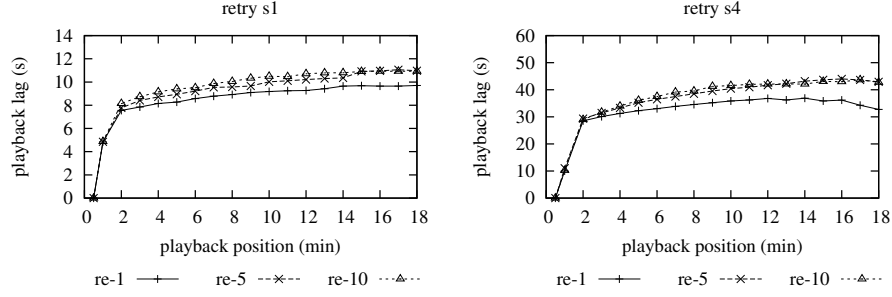 retry s1
14
12
10
8
6
4
2
0
playback lag (s)
0 2 4 6 8 10 12 14 16 18
playback position (min)
re-1 re-5 re-10
retry s4
60
50
40
30
20
10
0
playback lag (s)
0 2 4 6 8 10 12 14 16 18
playback position (min)
re-1 re-5 re-10